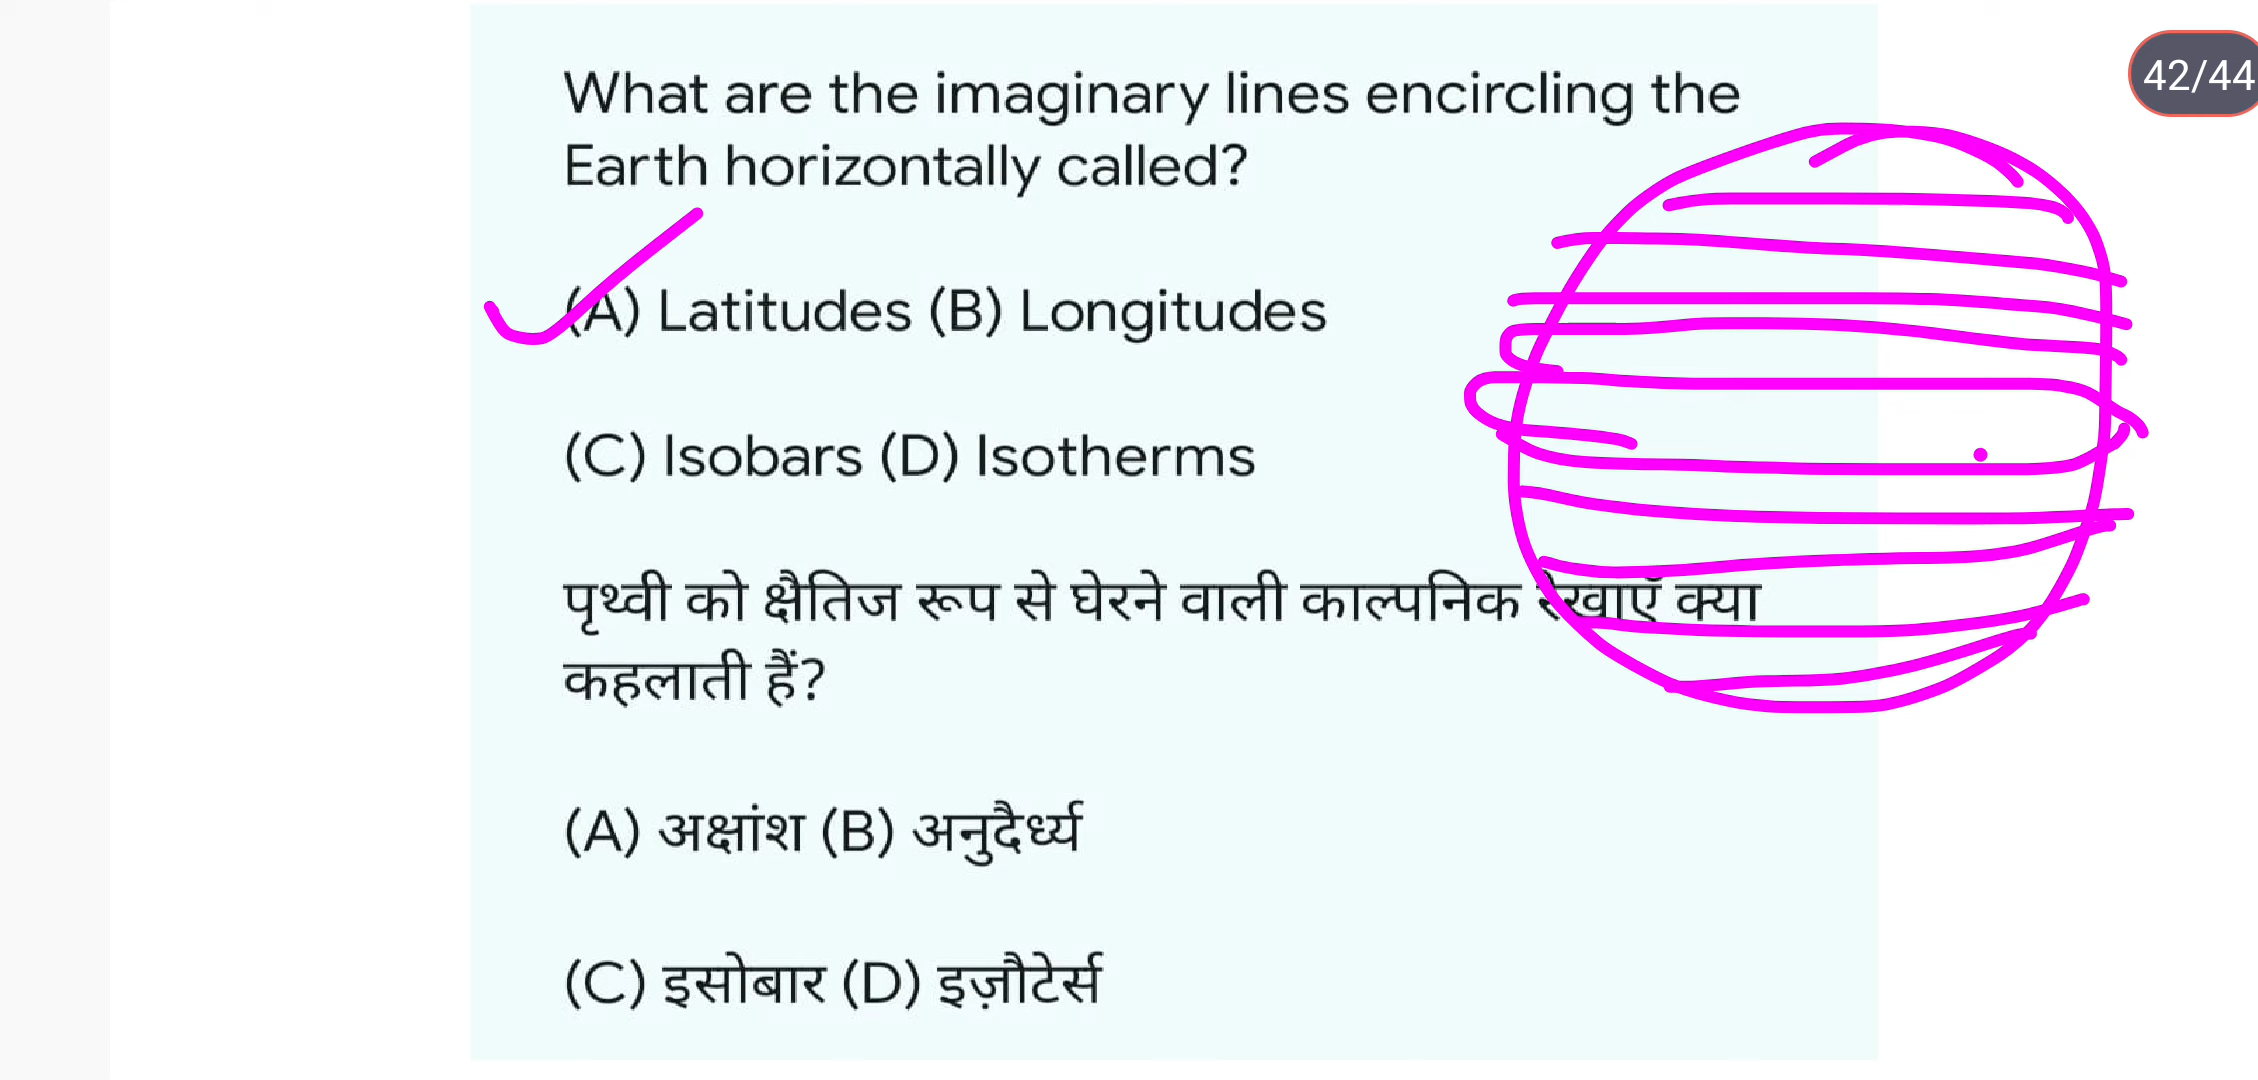 What are the imaginary lines encircling the
42/44
Earth horizontally called?
(A) Latitudes (B) Longitudes
(C) Isobars (D) Isotherms
पृथ्वी को क्षैतिज रूप से घेरने वाली काल्पनिक रेखाएँ क्या
कहलाती हैं?
(A) अक्षांश (B) अनुदैर्ध्य
(C) इसोबार (D) इज़ौटेर्स